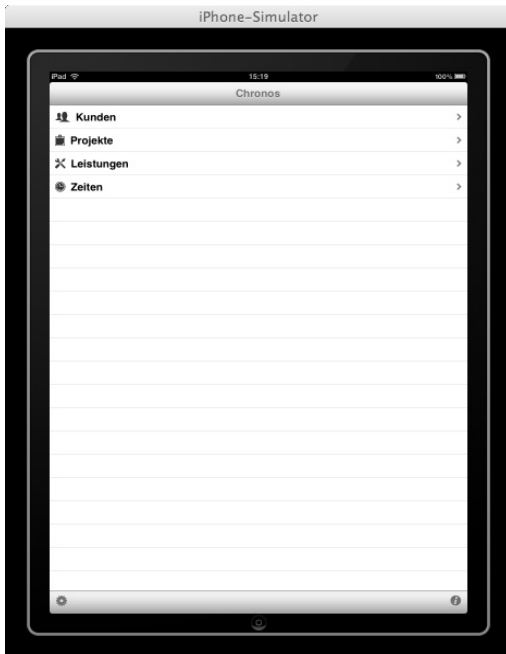 iPhone-Simulator
iPad 15:19 100%
Chronos
Kunden
Projekte
Leistungen
Zeiten